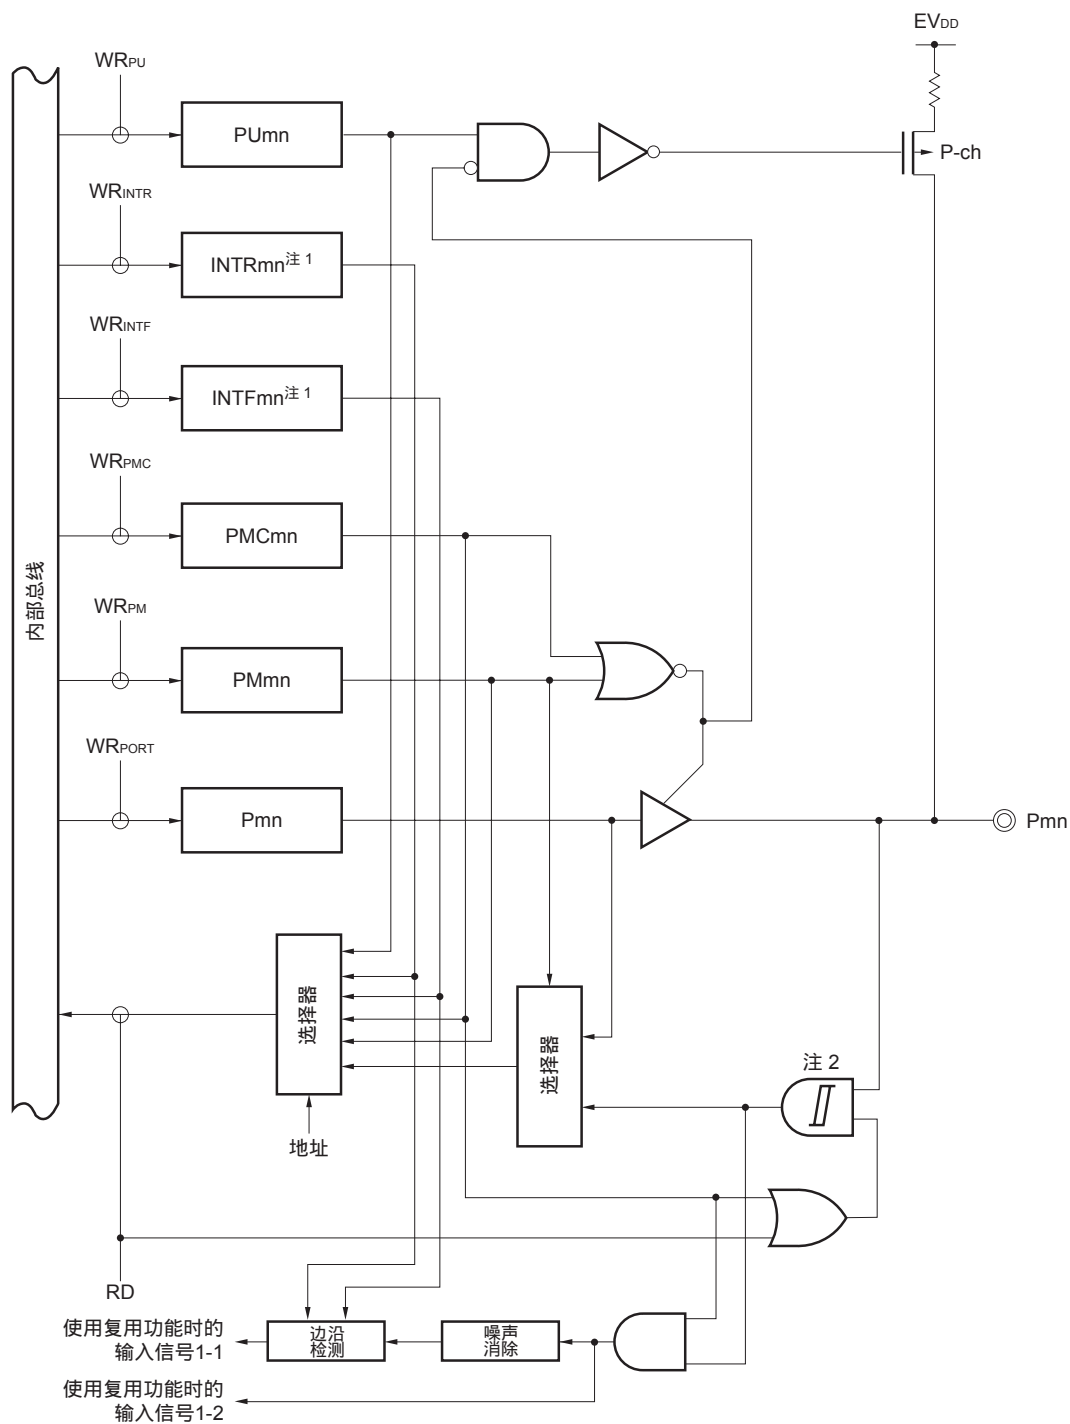 EVDD
WRPU
PUmn
P-ch
WRINTR
INTRmn注 1
WRINTF
INTFmn注 1
WRPMC
PMCmn
内部总线
WRPM
PMmn
WRPORT
Pmn
Pmn
选择器
选择器
注 2
地址
RD
使用复用功能时的
输入信号1-1
边沿
检测
噪声
消除
使用复用功能时的
输入信号1-2